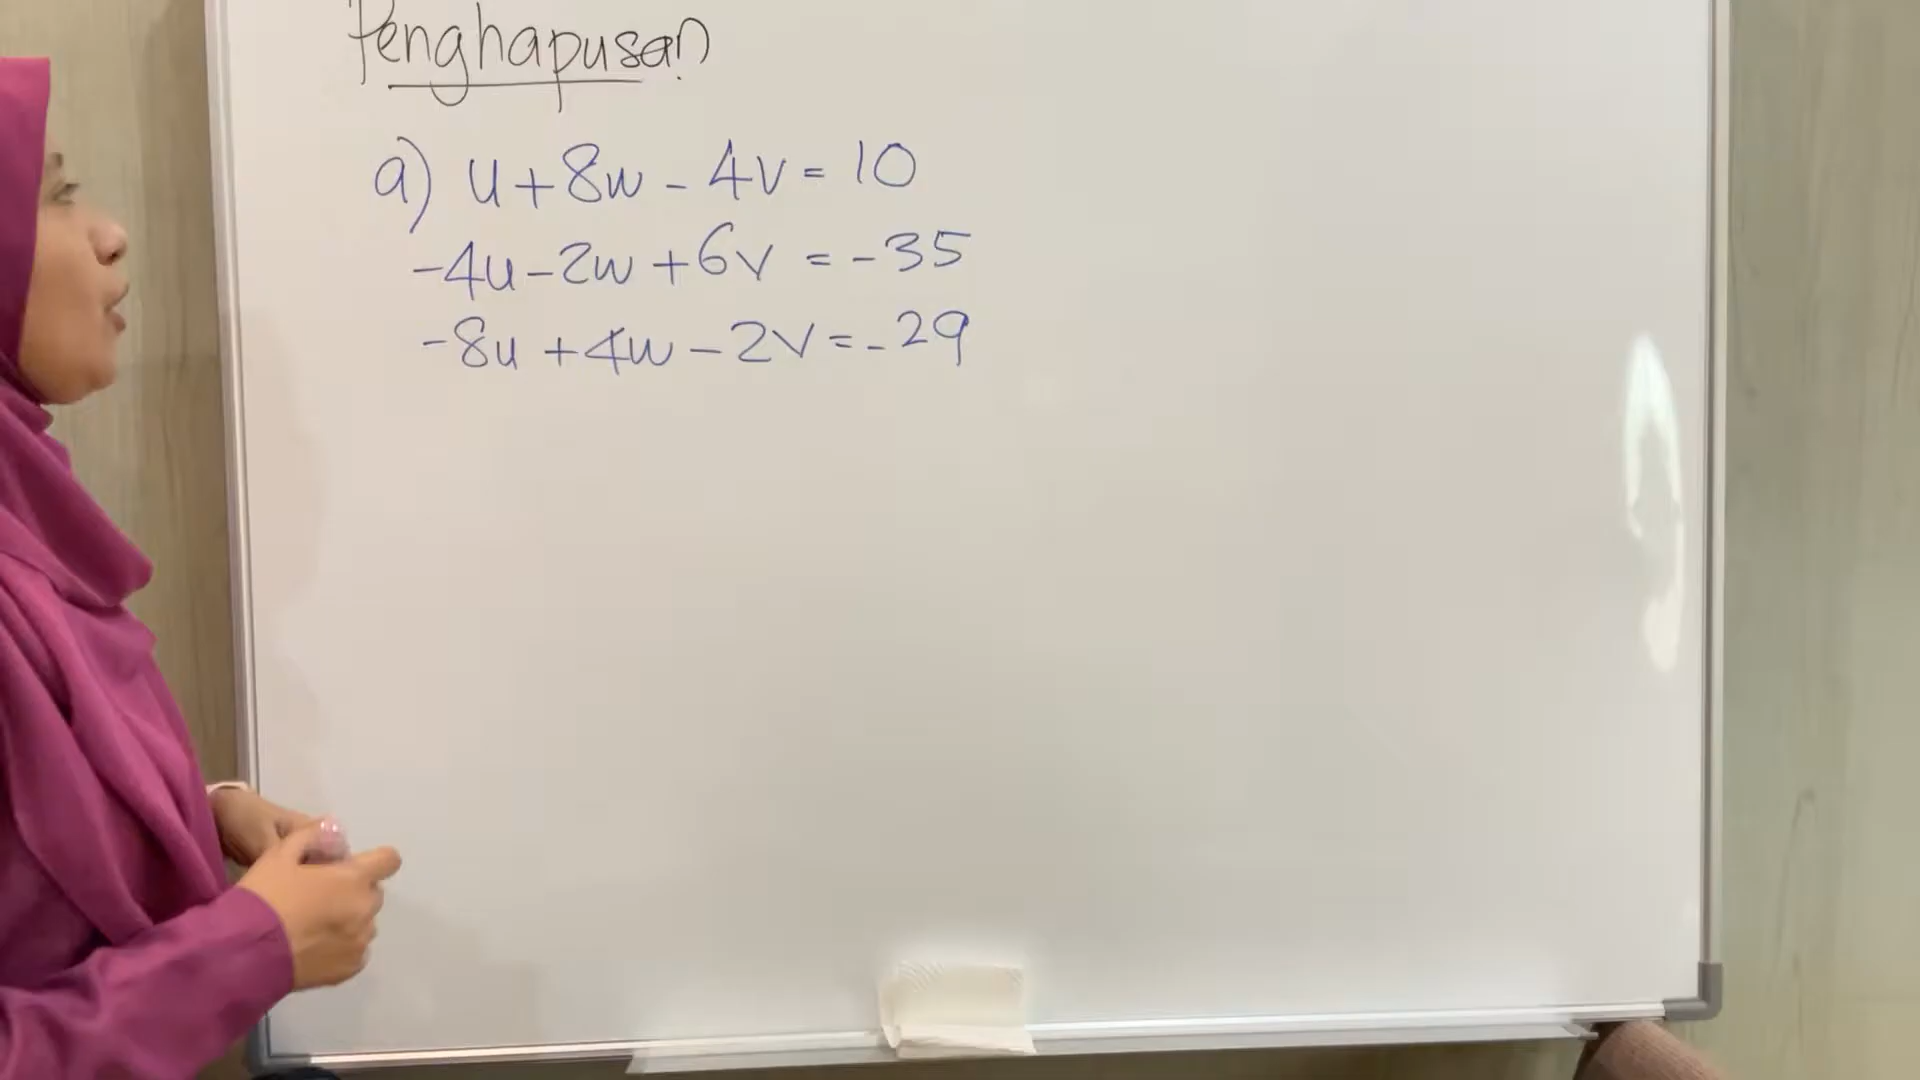 Penghapusan
a) u + 8w - 4v = 10
-4u - 2w + 6v = -35
-8u + 4w - 2v = -29